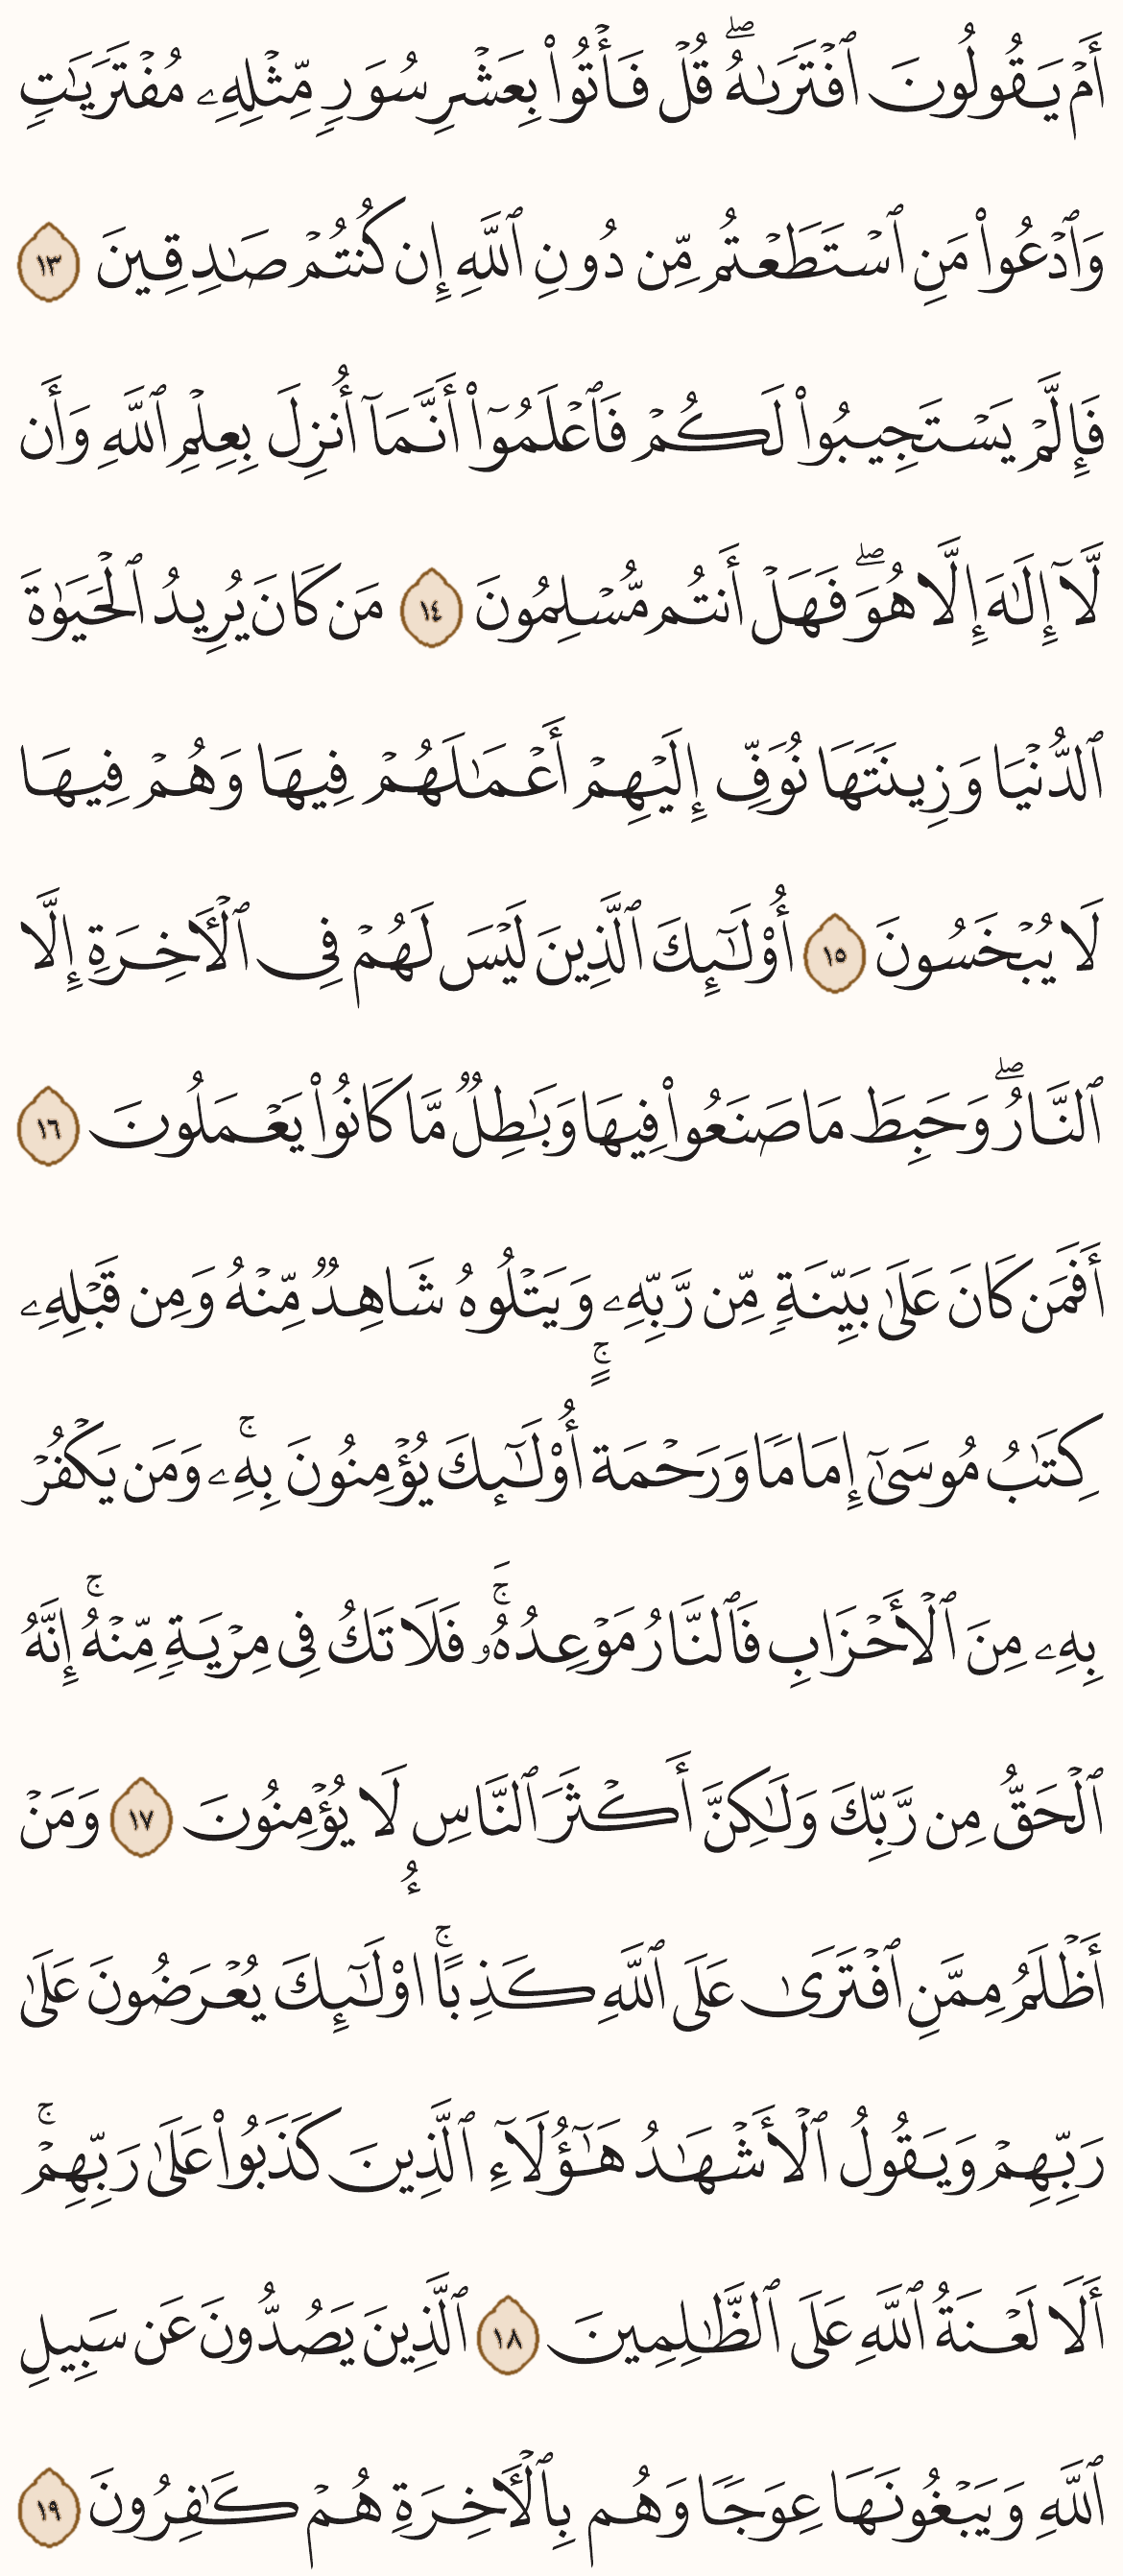 أَمْ يَقُولُونَ ٱفْتَرَىٰهُ ۖ قُلْ فَأْتُوا۟ بِعَشْرِ سُوَرٍ مِّثْلِهِۦ مُفْتَرَيَـٰتٍ
وَٱدْعُوا۟ مَنِ ٱسْتَطَعْتُم مِّن دُونِ ٱللَّهِ إِن كُنتُمْ صَـٰدِقِينَ ١٣
فَإِلَّمْ يَسْتَجِيبُوا۟ لَكُمْ فَٱعْلَمُوٓا۟ أَنَّمَآ أُنزِلَ بِعِلْمِ ٱللَّهِ وَأَن
لَّآ إِلَـٰهَ إِلَّا هُوَ ۖ فَهَلْ أَنتُم مُّسْلِمُونَ ١٤ مَن كَانَ يُرِيدُ ٱلْحَيَوٰةَ
ٱلدُّنْيَا وَزِينَتَهَا نُوَفِّ إِلَيْهِمْ أَعْمَـٰلَهُمْ فِيهَا وَهُمْ فِيهَا
لَا يُبْخَسُونَ ١٥ أُو۟لَـٰٓئِكَ ٱلَّذِينَ لَيْسَ لَهُمْ فِى ٱلْـَٔاخِرَةِ إِلَّا
ٱلنَّارُ ۖ وَحَبِطَ مَا صَنَعُوا۟ فِيهَا وَبَـٰطِلٌ مَّا كَانُوا۟ يَعْمَلُونَ ١٦
أَفَمَن كَانَ عَلَىٰ بَيِّنَةٍ مِّن رَّبِّهِۦ وَيَتْلُوهُ شَاهِدٌ مِّنْهُ وَمِن قَبْلِهِۦ
كِتَـٰبُ مُوسَىٰٓ إِمَامًا وَرَحْمَةً ۚ أُو۟لَـٰٓئِكَ يُؤْمِنُونَ بِهِۦ ۚ وَمَن يَكْفُرْ
بِهِۦ مِنَ ٱلْأَحْزَابِ فَٱلنَّارُ مَوْعِدُهُۥ ۚ فَلَا تَكُ فِى مِرْيَةٍ مِّنْهُ ۚ إِنَّهُ
ٱلْحَقُّ مِن رَّبِّكَ وَلَـٰكِنَّ أَكْثَرَ ٱلنَّاسِ لَا يُؤْمِنُونَ ١٧ وَمَنْ
أَظْلَمُ مِمَّنِ ٱفْتَرَىٰ عَلَى ٱللَّهِ كَذِبًا ۚ أُو۟لَـٰٓئِكَ يُعْرَضُونَ عَلَىٰ
رَبِّهِمْ وَيَقُولُ ٱلْأَشْهَـٰدُ هَـٰٓؤُلَآءِ ٱلَّذِينَ كَذَبُوا۟ عَلَىٰ رَبِّهِمْ ۚ
أَلَا لَعْنَةُ ٱللَّهِ عَلَى ٱلظَّـٰلِمِينَ ١٨ ٱلَّذِينَ يَصُدُّونَ عَن سَبِيلِ
ٱللَّهِ وَيَبْغُونَهَا عِوَجًا وَهُم بِٱلْـَٔاخِرَةِ هُمْ كَـٰفِرُونَ ١٩